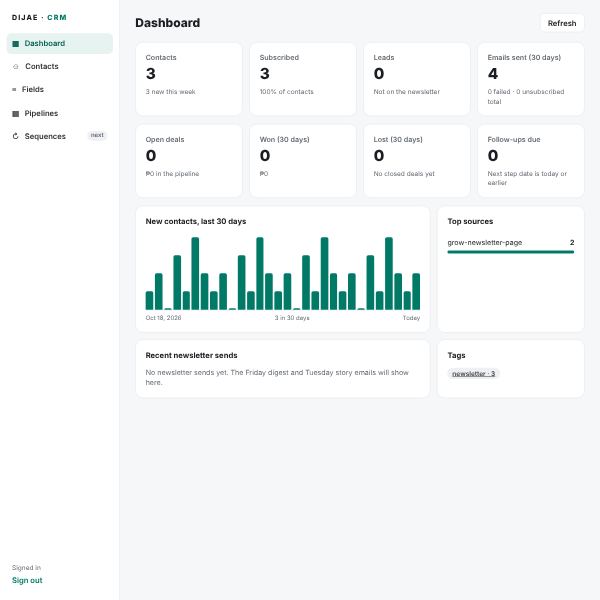 DIJAE · CRM
Dashboard
Contacts
Fields
Pipelines
Sequences next
Signed in
Sign out
Dashboard
Refresh
Contacts
3
3 new this week
Subscribed
3
100% of contacts
Leads
0
Not on the newsletter
Emails sent (30 days)
4
0 failed · 0 unsubscribed
total
Open deals
0
₱0 in the pipeline
Won (30 days)
0
₱0
Lost (30 days)
0
No closed deals yet
Follow-ups due
0
Next step date is today or
earlier
New contacts, last 30 days
Oct 18, 2026
3 in 30 days
Today
Top sources
grow-newsletter-page 2
Recent newsletter sends
No newsletter sends yet. The Friday digest and Tuesday story emails will show
here.
Tags
newsletter · 3